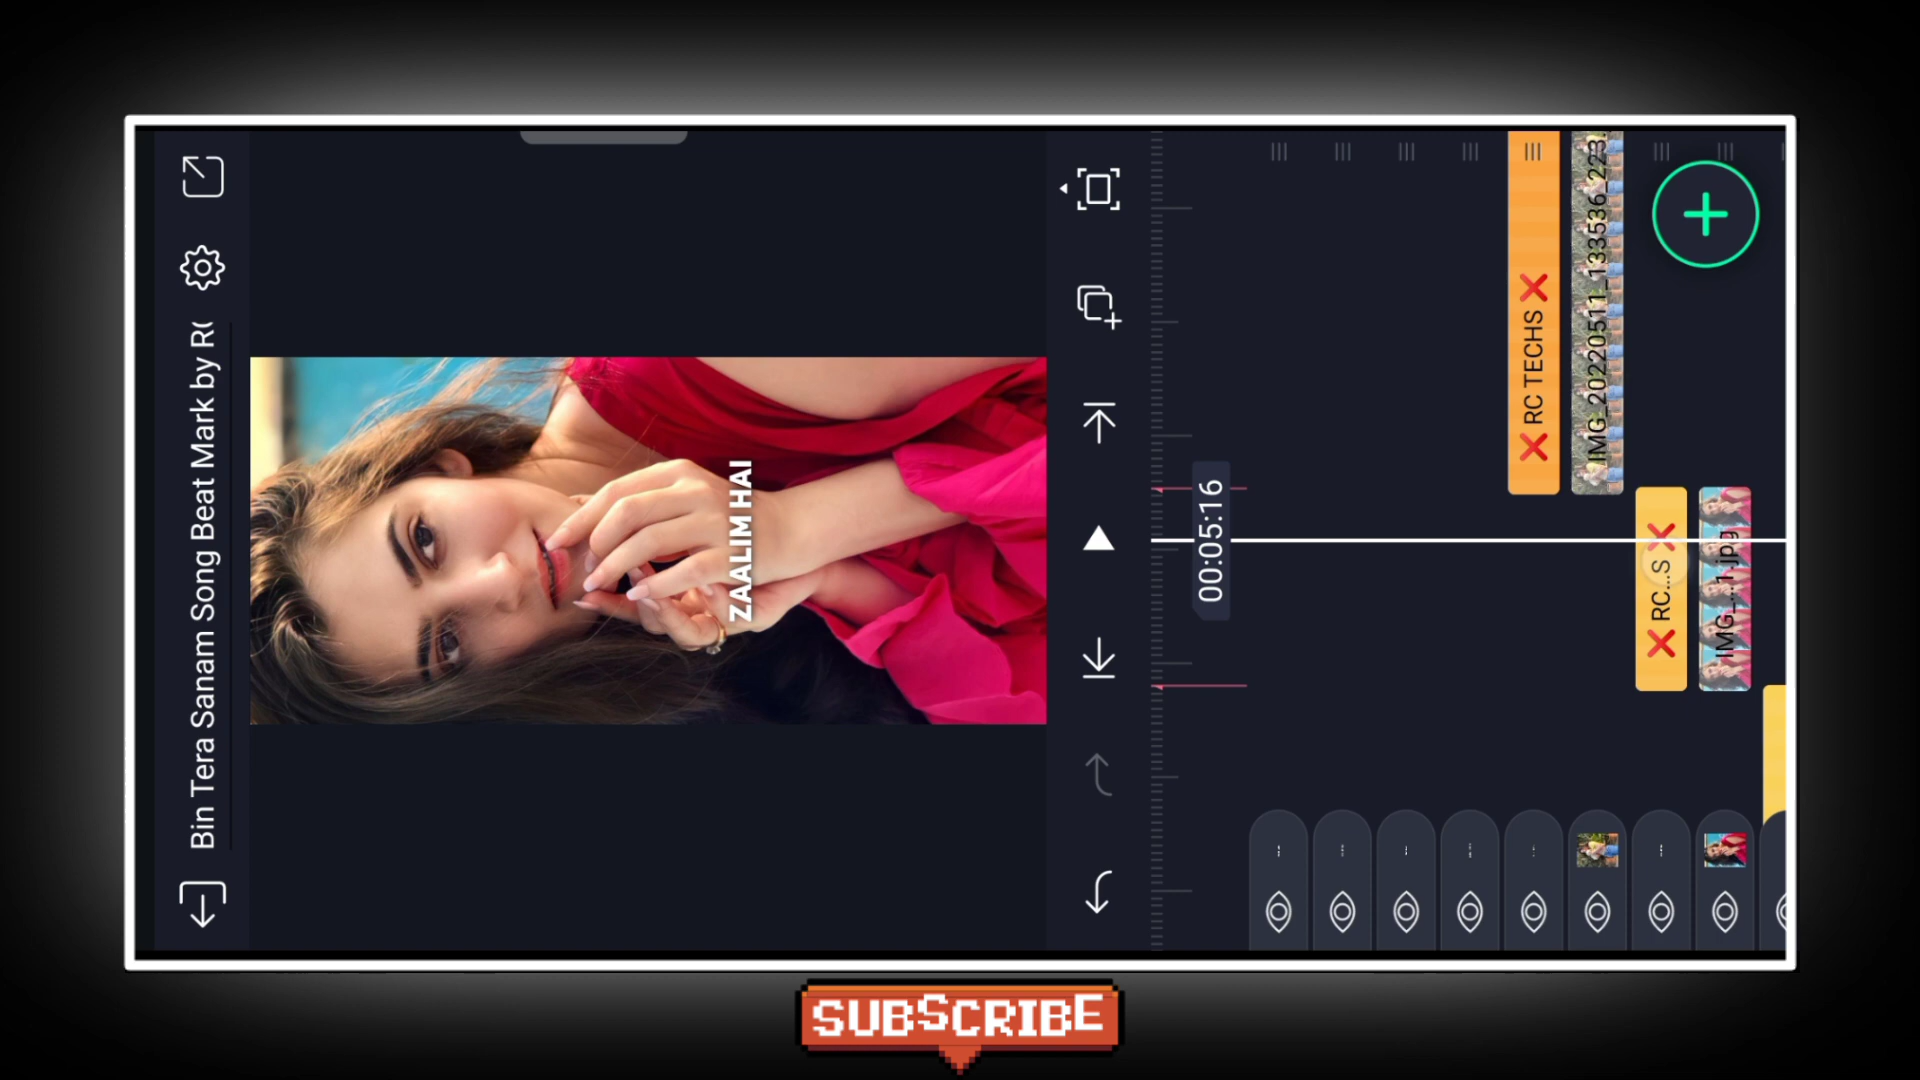 Bin Tera Sanam Song Beat Mark by R
ZAALIM HAI
00:05:16
❌ RC TECHS ❌
IMG_20220511_133536_223.
❌ RC...S ❌
IMG_...1.jpg
SUBSCRIBE